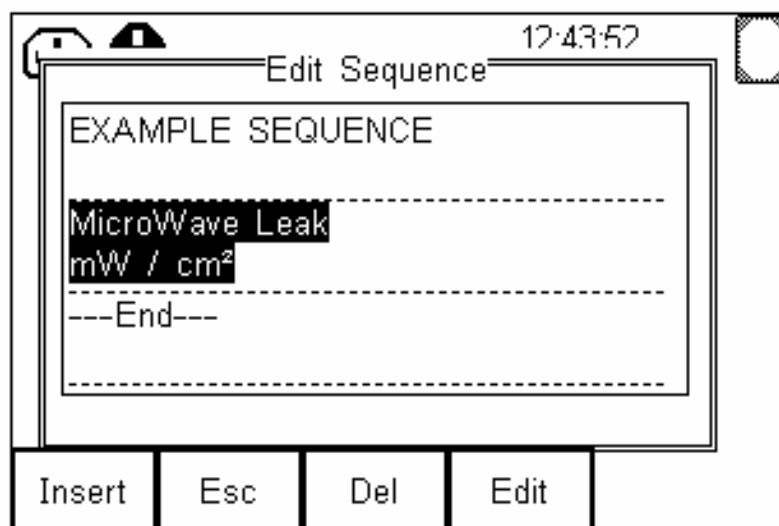 12:43:52
Edit Sequence
EXAMPLE SEQUENCE
MicroWave Leak
mW / cm²
---End---
Insert Esc Del Edit